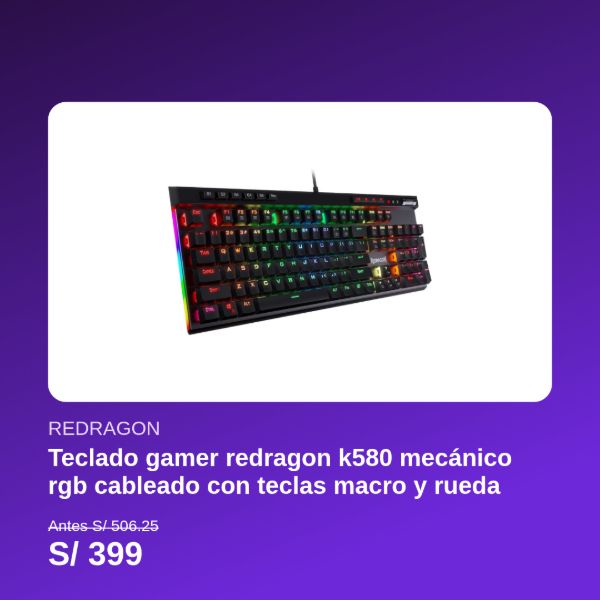 REDRAGON
Teclado gamer redragon k580 mecánico
rgb cableado con teclas macro y rueda
Antes S/ 506.25
S/ 399